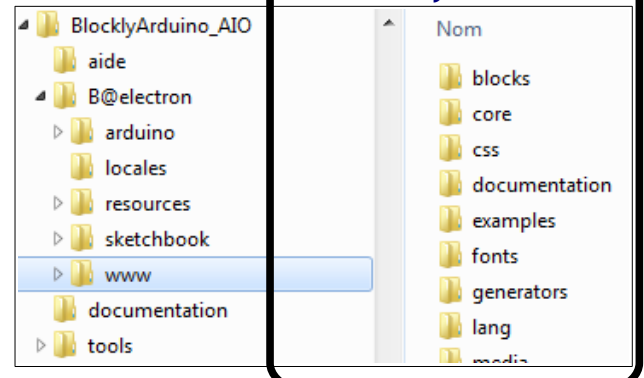 BlocklyArduino_AIO
aide
B@electron
arduino
locales
resources
sketchbook
www
documentation
tools
Nom
blocks
core
css
documentation
examples
fonts
generators
lang
media